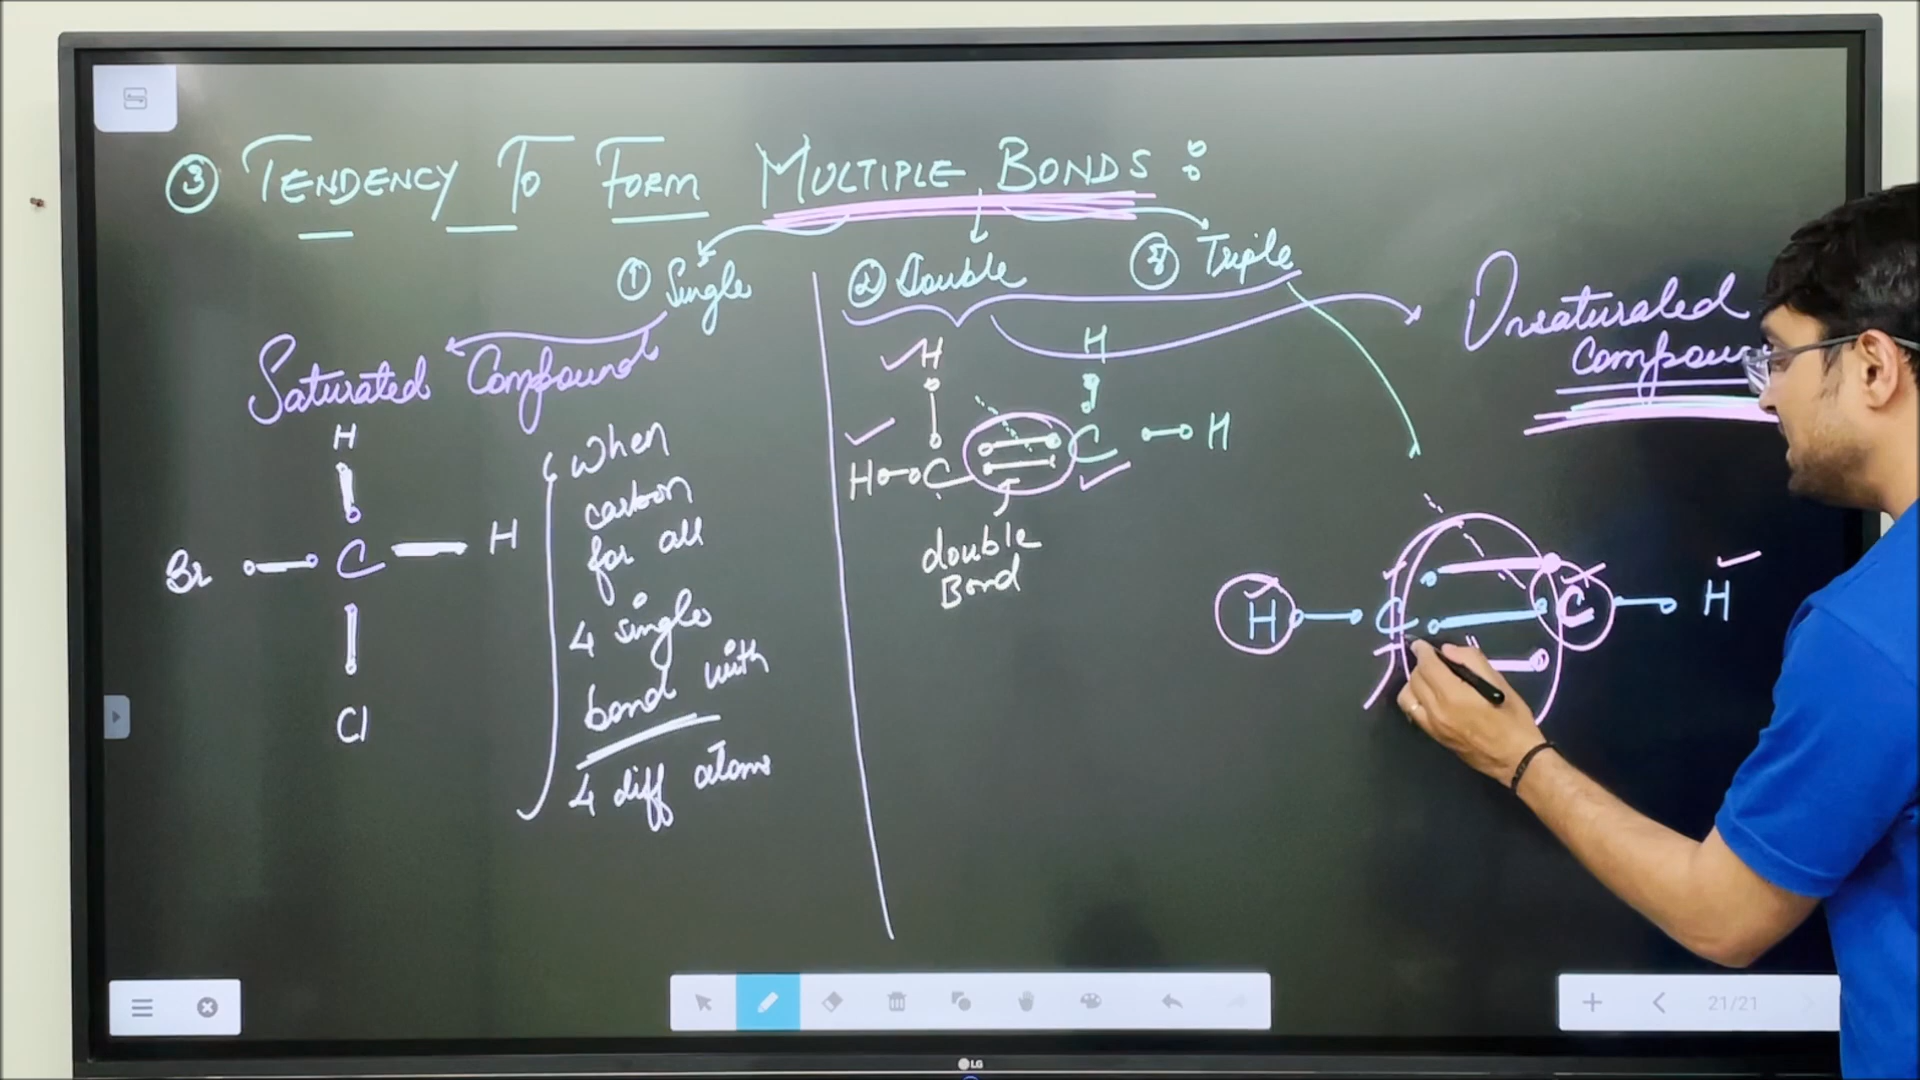 ③ TENDENCY TO FORM MULTIPLE BONDS :
① Single
② Double
③ Triple
Saturated Compound
Unsaturated
H
Br C H
Cl
When
carbon
for all
4 single
bond with
4 diff atoms
H H
H C C H
double
Bond
H C C H
21/21
LG